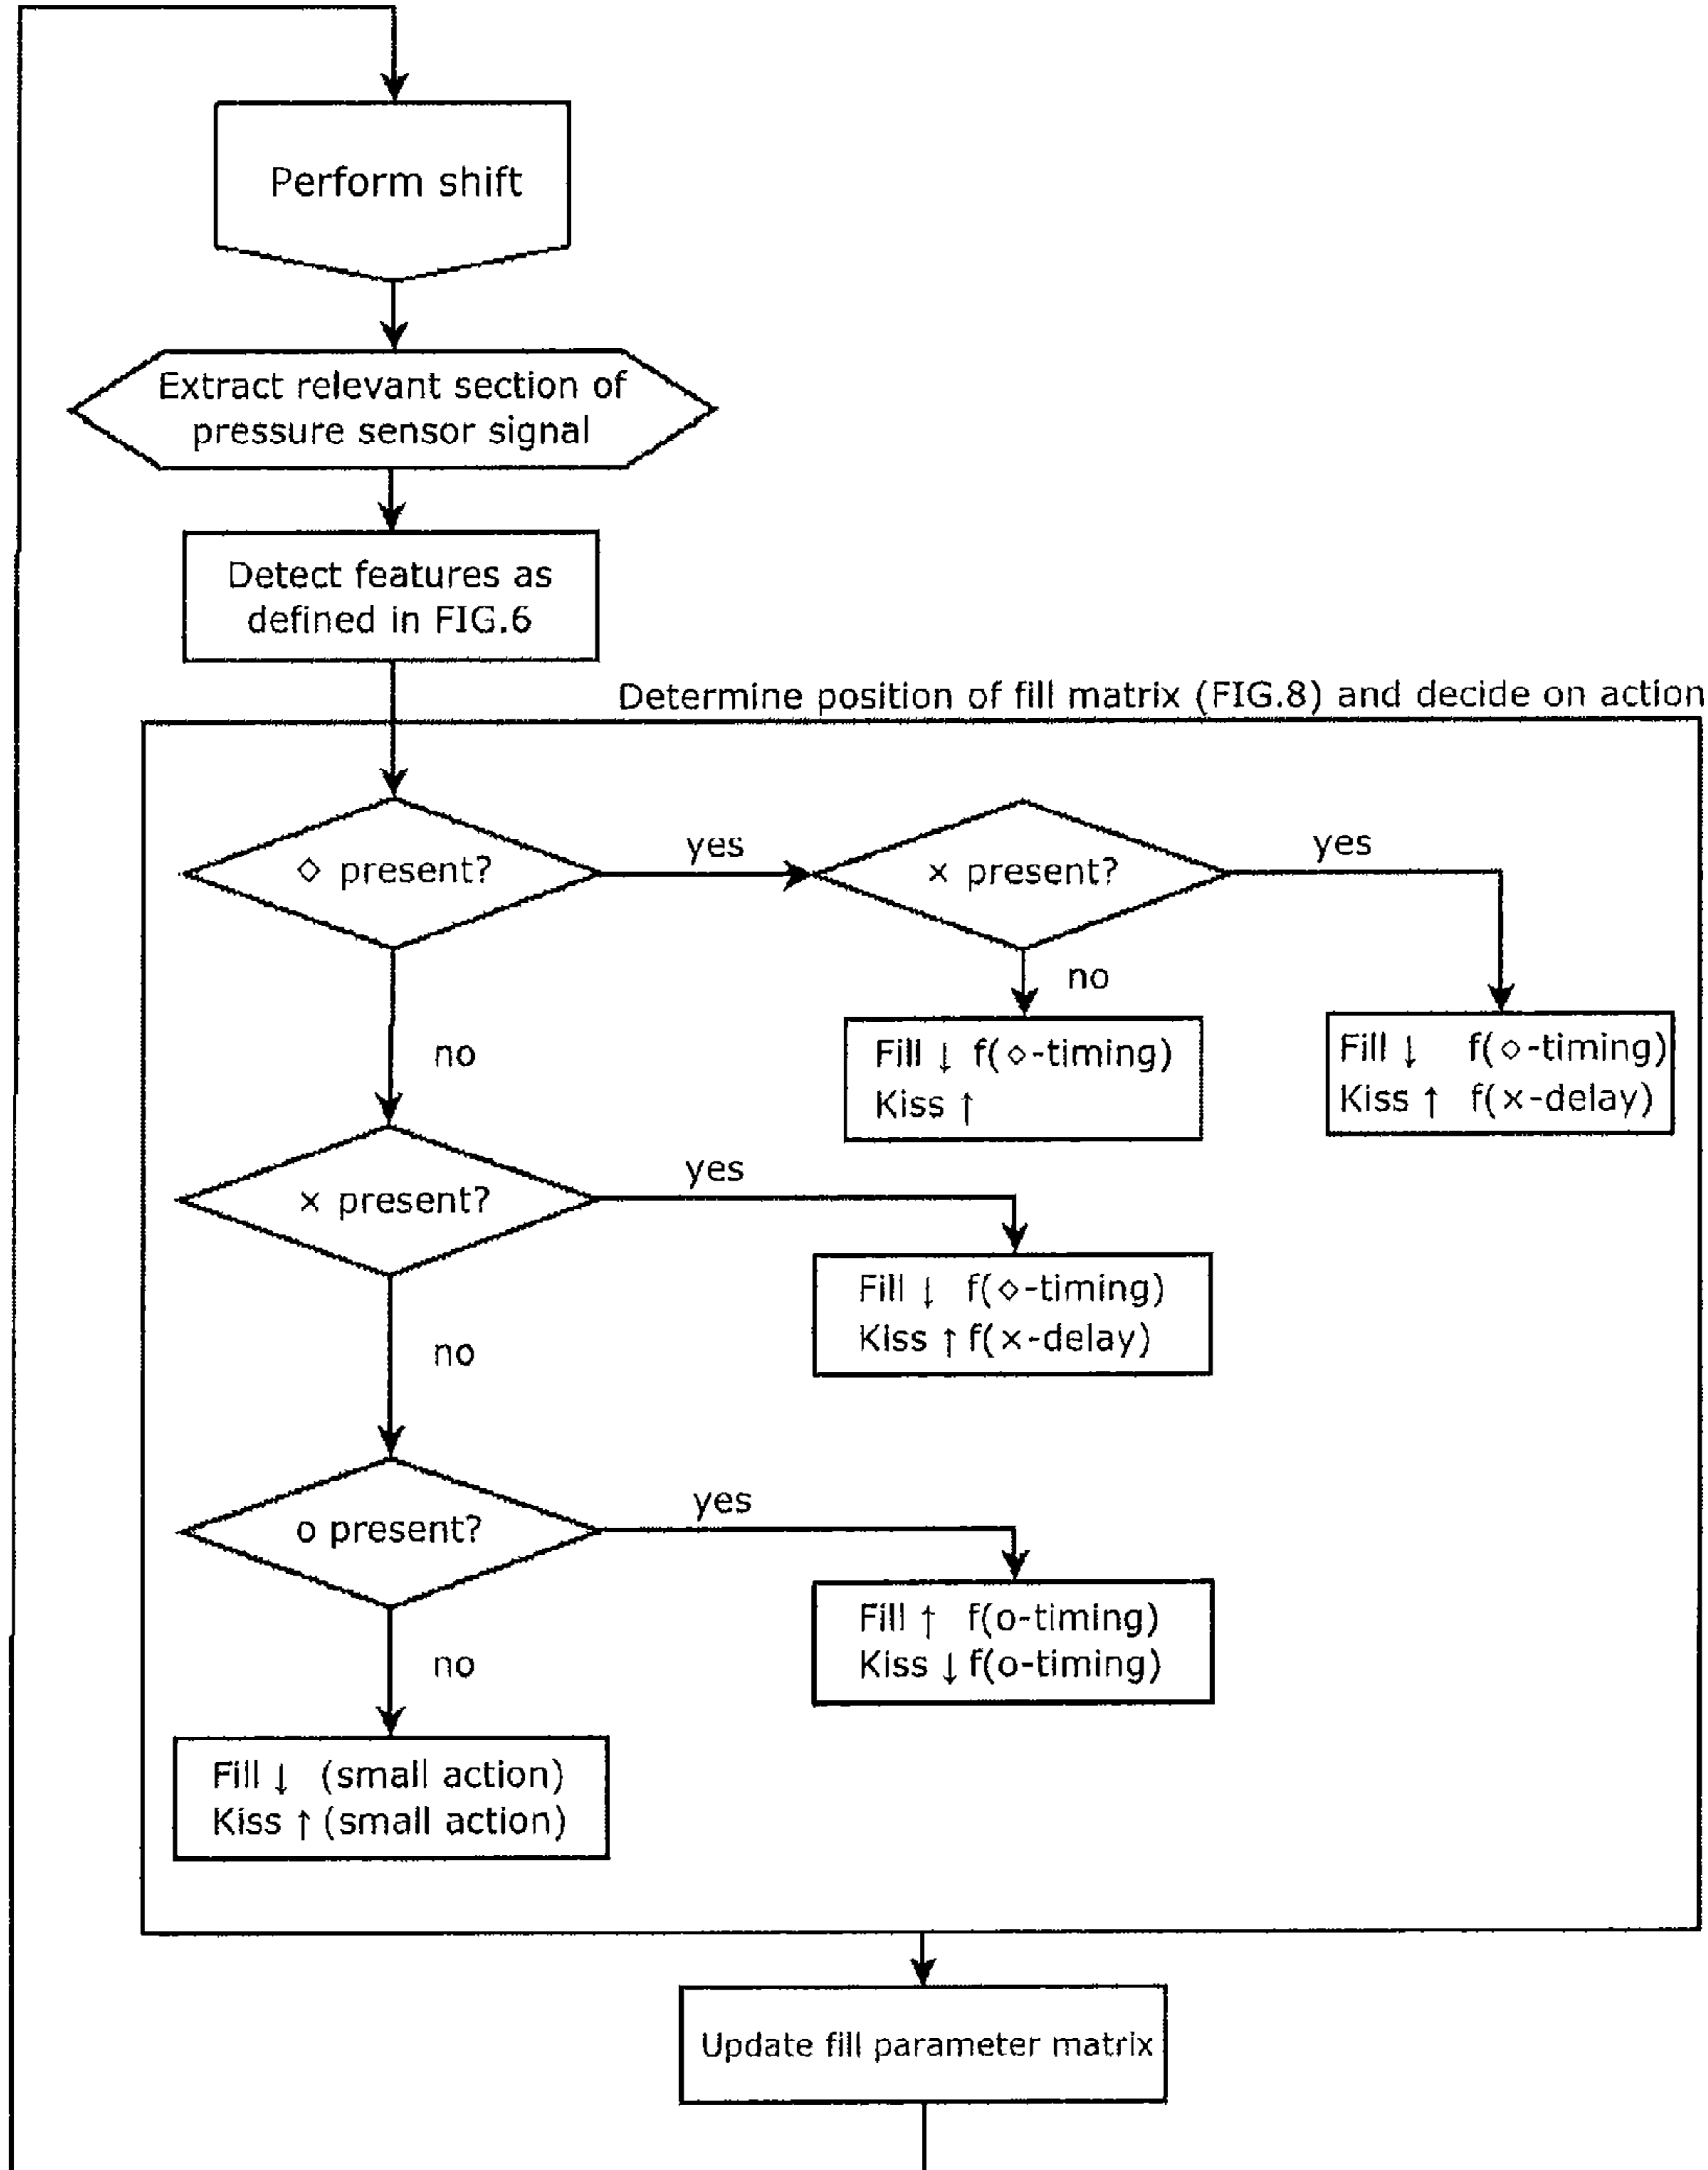 Perform shift
Extract relevant section of
pressure sensor signal
Detect features as
defined in FIG.6
Determine position of fill matrix (FIG.8) and decide on action
◇ present?
yes
× present?
yes
no
no
Fill ↓ f(◇-timing)
Kiss ↑
Fill ↓ f(◇-timing)
Kiss ↑ f(×-delay)
× present?
yes
Fill ↓ f(◇-timing)
Kiss ↑ f(×-delay)
no
o present?
yes
Fill ↑ f(o-timing)
Kiss ↓ f(o-timing)
no
Fill ↓ (small action)
Kiss ↑ (small action)
Update fill parameter matrix